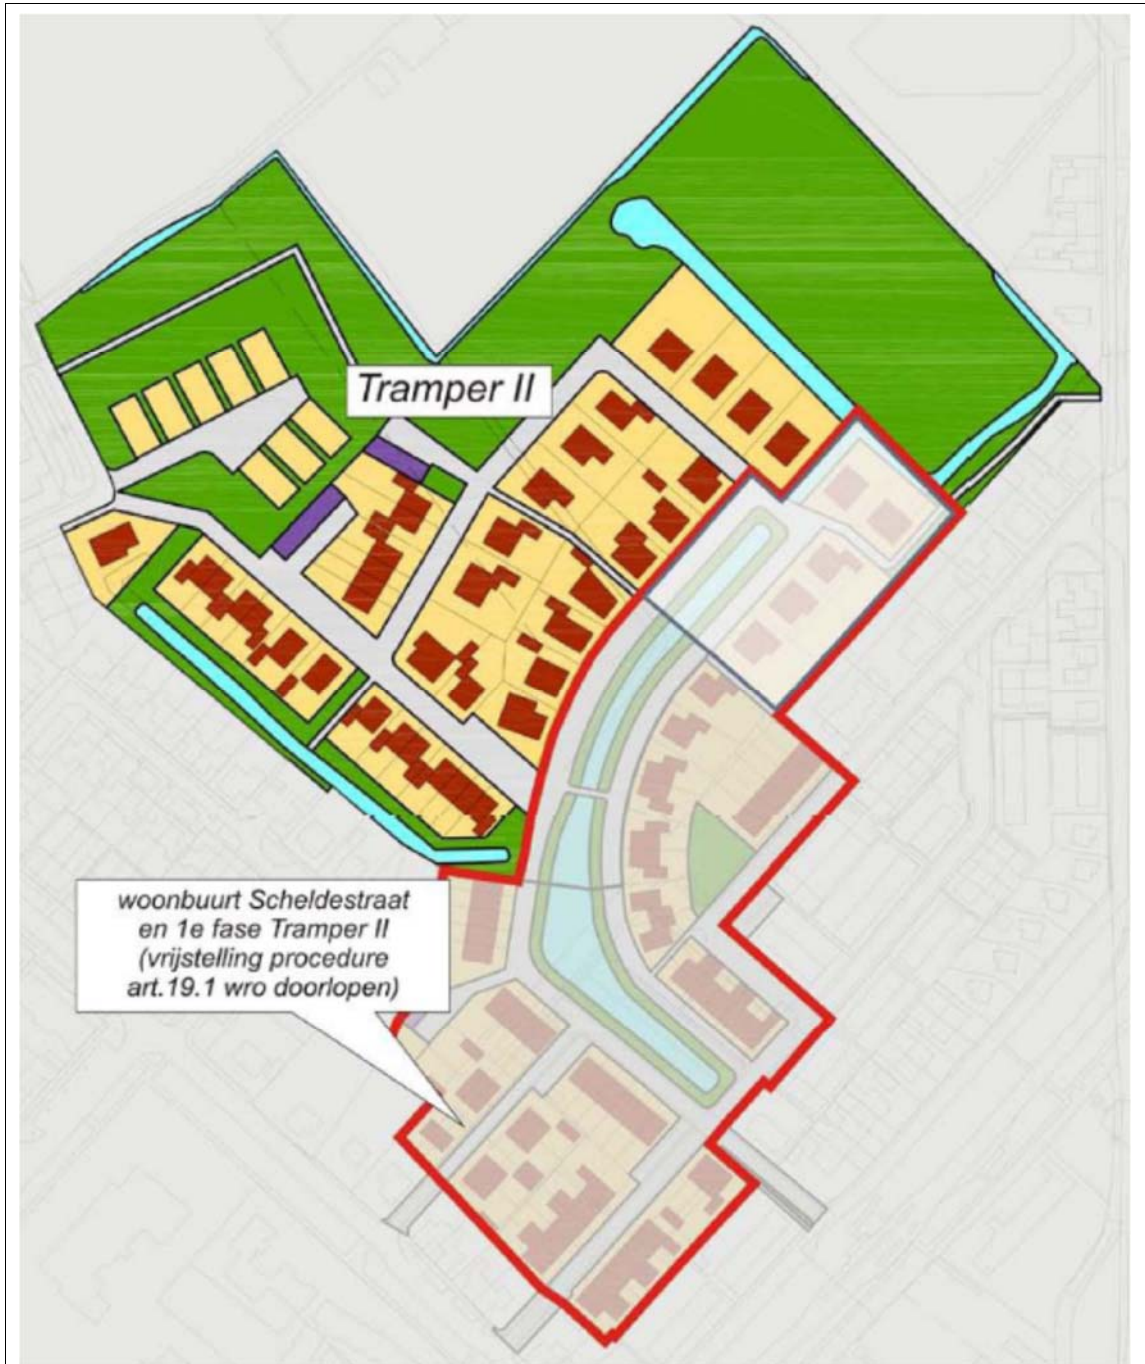 Tramper II
woonbuurt Scheldestraat
en 1e fase Tramper II
(vrijstelling procedure
art.19.1 wro doorlopen)